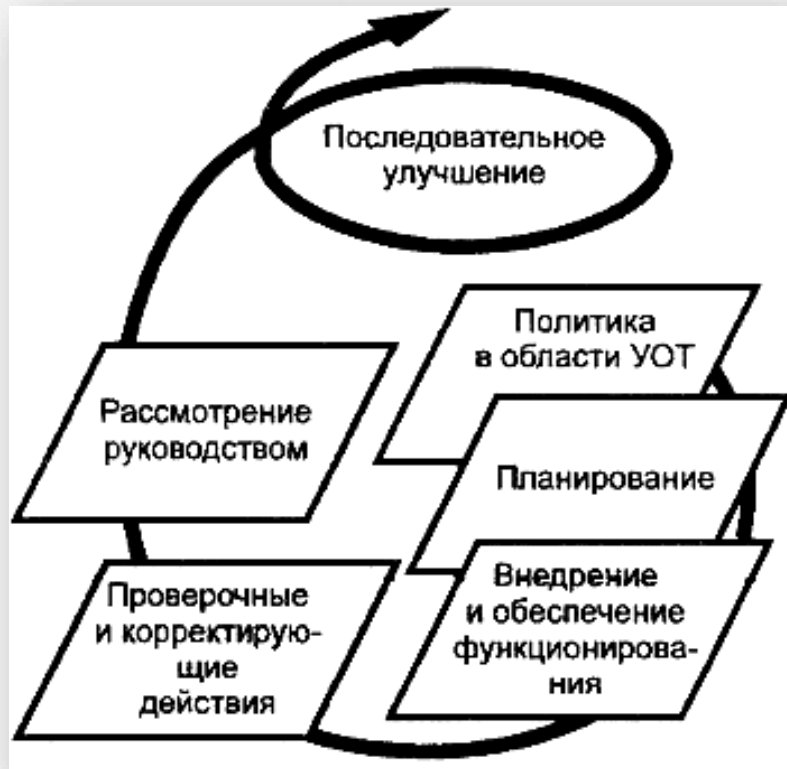 Последовательное
улучшение
Политика
в области УОТ
Рассмотрение
руководством
Планирование
Проверочные
и корректирую-
щие
действия
Внедрение
и обеспечение
функционирова-
ния